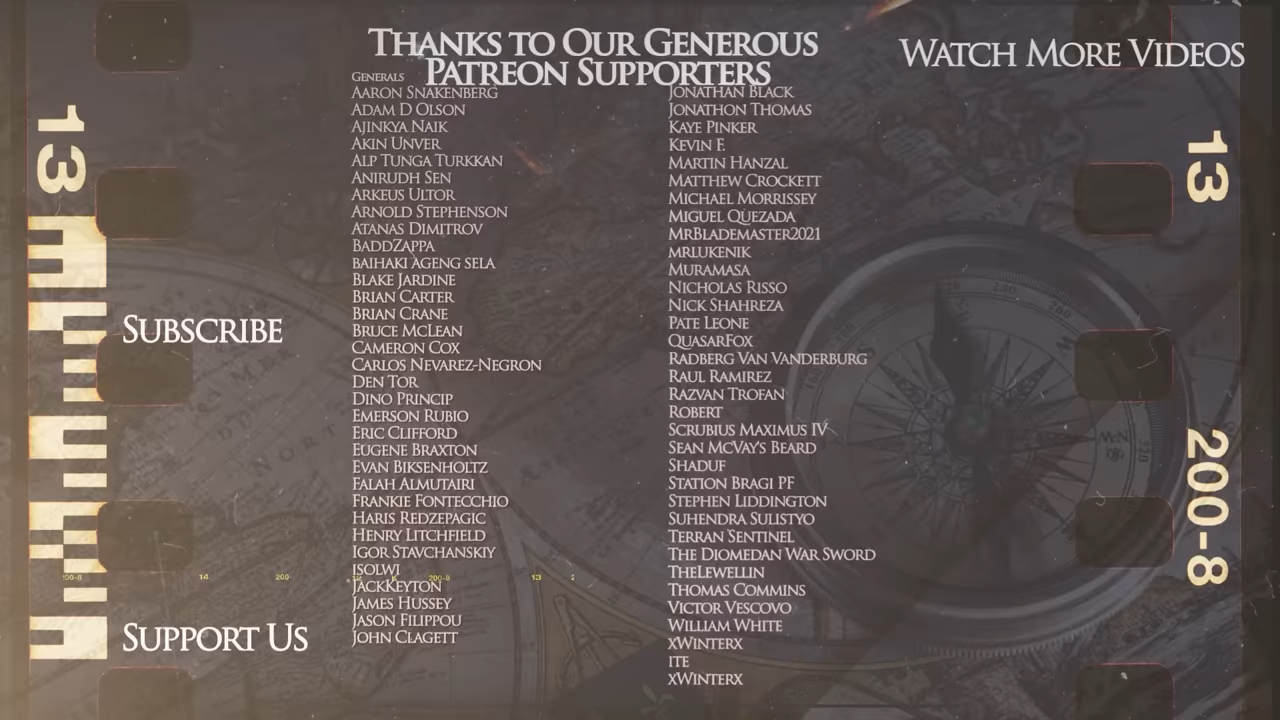 Thanks to Our Generous
Patreon Supporters
Watch More Videos
Generals
Aaron Snakenberg
Adam D Olson
Ajinkya Naik
Akin Unver
Alp Tunga Turkkan
Anirudh Sen
Arkeus Ultor
Arnold Stephenson
Atanas Dimitrov
BaddZappa
baihaki ageng sela
Blake Jardine
Brian Carter
Brian Crane
Bruce McLean
Cameron Cox
Carlos Nevarez-Negron
Den Tor
Dino Princip
Emerson Rubio
Eric Clifford
Eugene Braxton
Evan Biksenholtz
Falah Almutairi
Frankie Fontecchio
Haris Redzepagic
Henry Litchfield
Igor Stavchanskiy
isolwi
JackKeyton
James Hussey
Jason Filippou
John Clagett
Jonathan Black
Jonathon Thomas
Kaye Pinker
Kevin F.
Martin Hanzal
Matthew Crockett
Michael Morrissey
Miguel Quezada
MrBlademaster2021
mrlukenik
Muramasa
Nicholas Risso
Nick Shahreza
Pate Leone
QuasarFox
Radberg Van Vanderburg
Raul Ramirez
Razvan Trofan
Robert
Scrubius Maximus IV
Sean McVay's Beard
Shaduf
Station Bragi PF
Stephen Liddington
Suhendra Sulistyo
Terran Sentinel
The Diomedan War Sword
TheLewellin
Thomas Commins
Victor Vescovo
William White
xWinterx
ite
xWinterx
Subscribe
Support Us
13
13
200-8
14
200-8
13